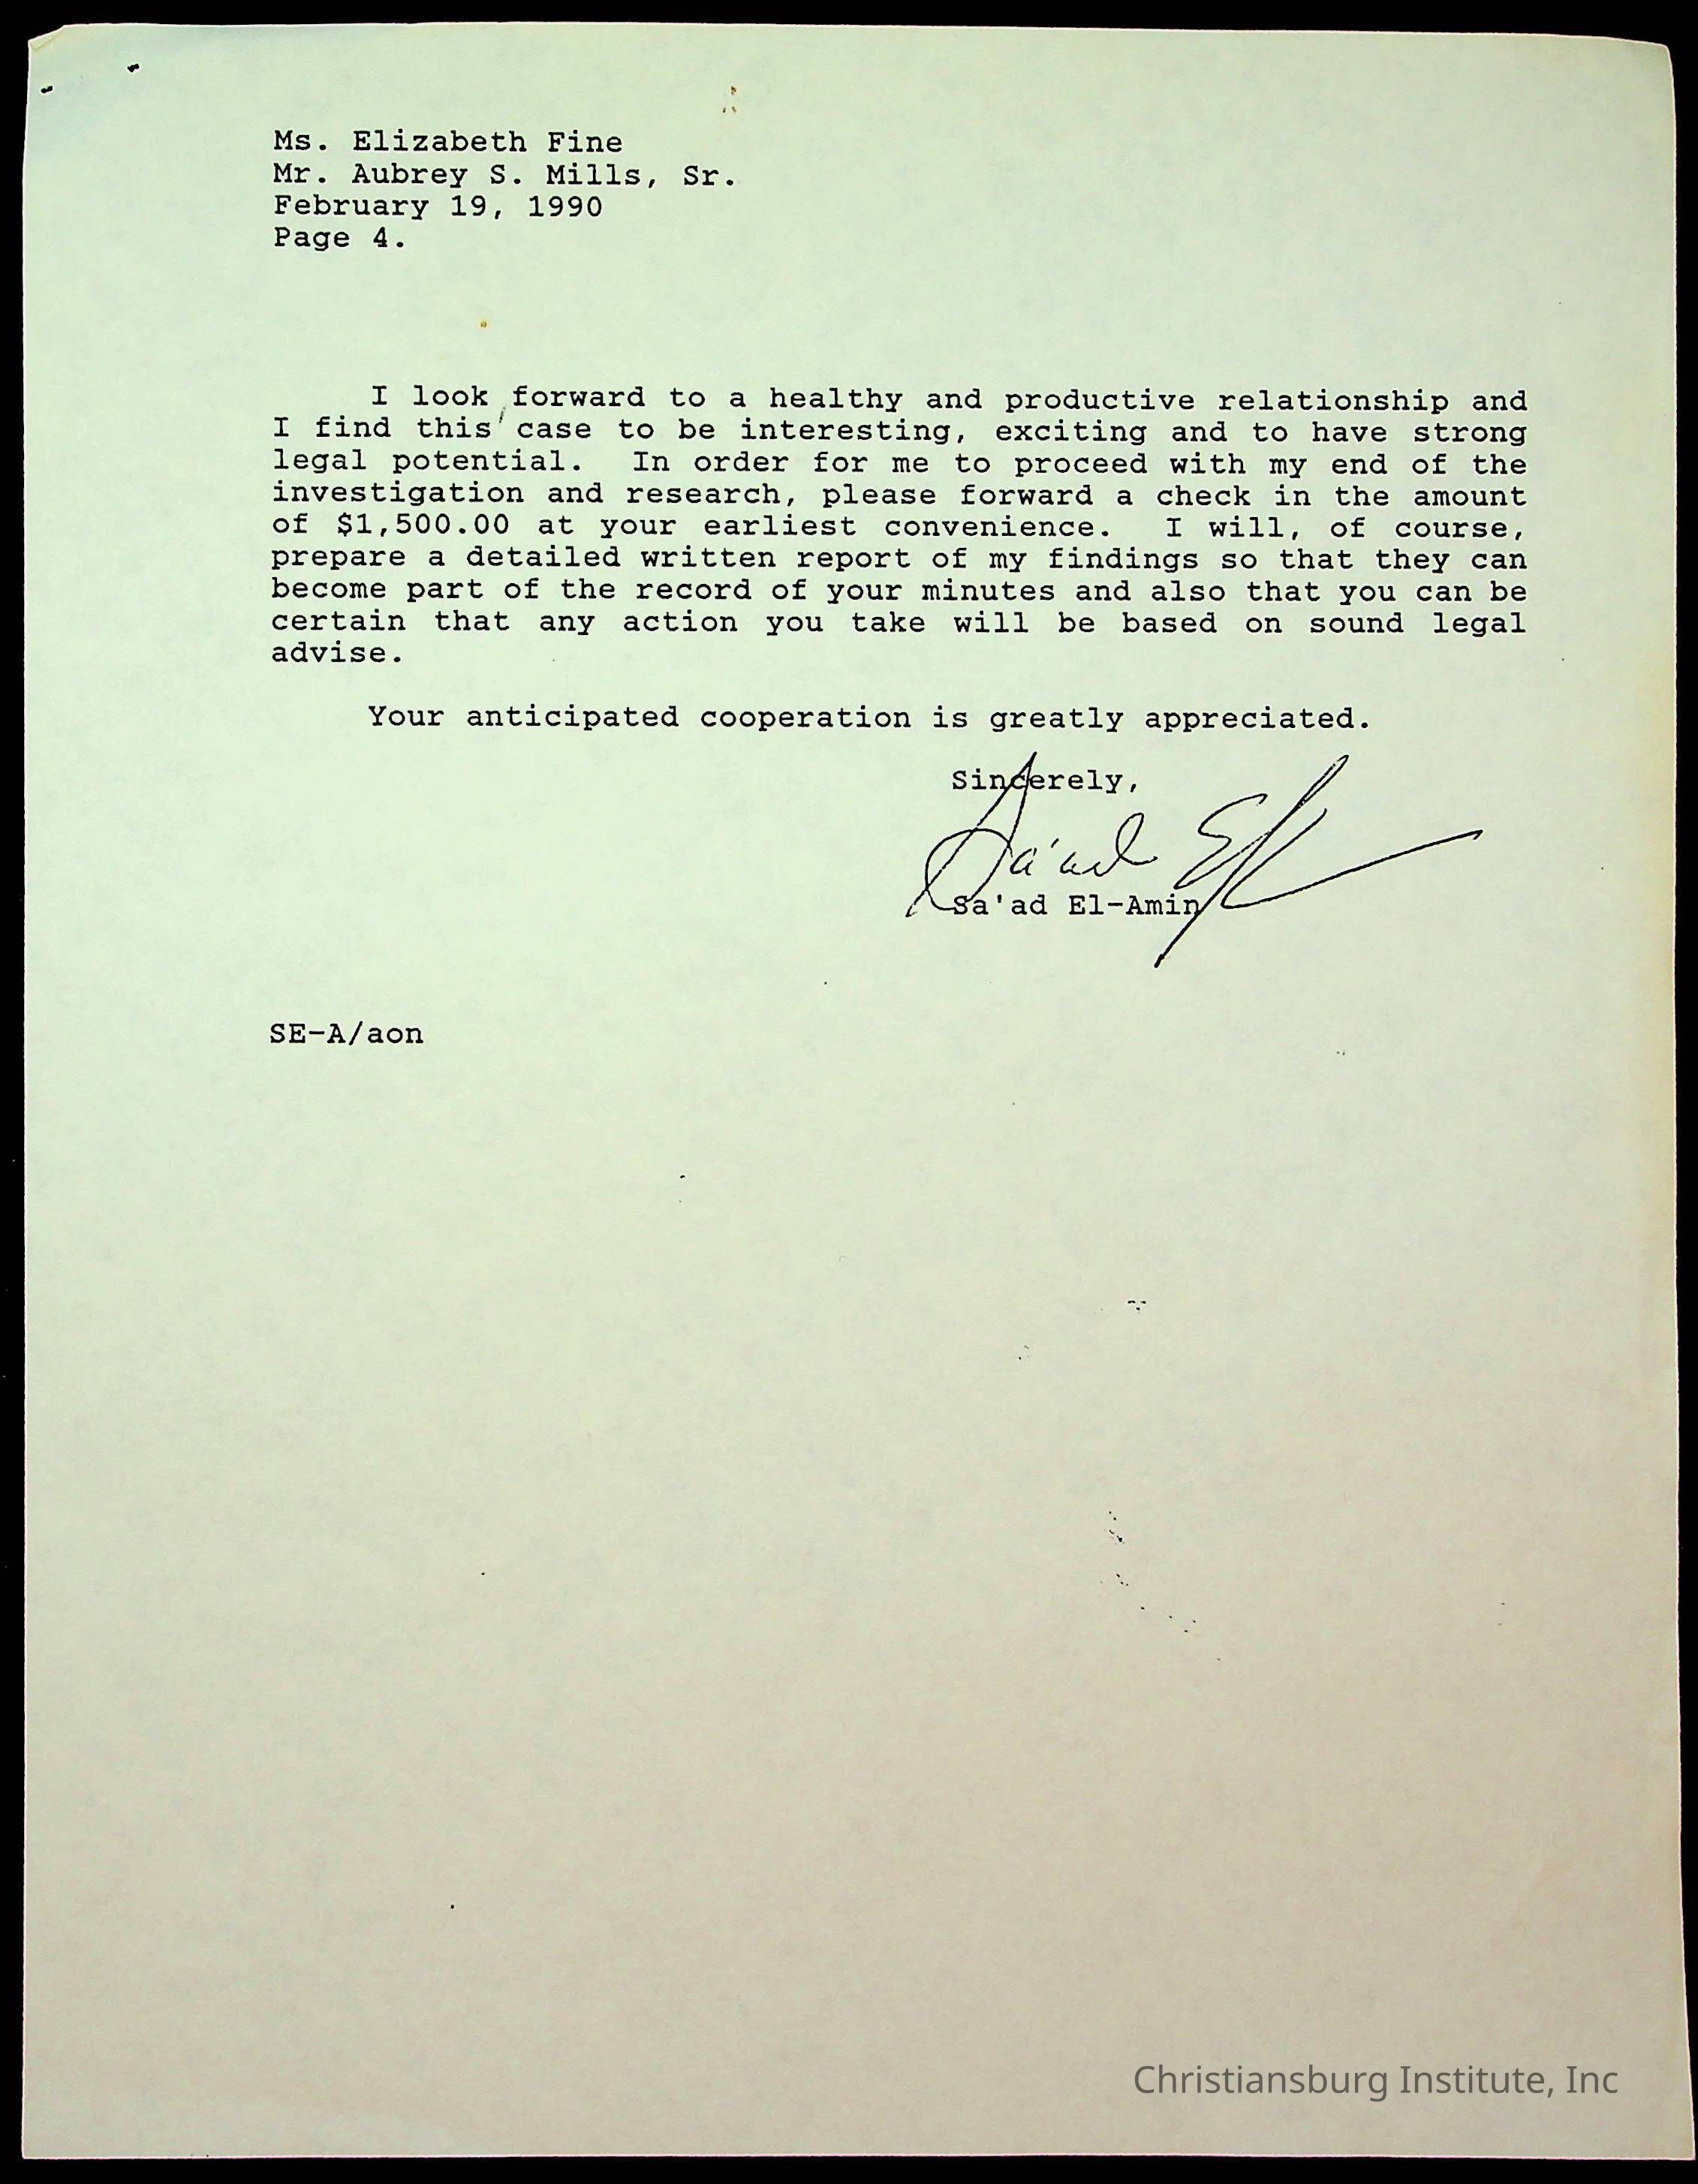 Ms. Elizabeth Fine
Mr. Aubrey S. Mills, Sr.
February 19, 1990
Page 4.
I look forward to a healthy and productive relationship and
I find this case to be interesting, exciting and to have strong
legal potential. In order for me to proceed with my end of the
investigation and research, please forward a check in the amount
of $1,500.00 at your earliest convenience. I will, of course,
prepare a detailed written report of my findings so that they can
become part of the record of your minutes and also that you can be
certain that any action you take will be based on sound legal
advise.
Your anticipated cooperation is greatly appreciated.
Sincerely,
Sa'ad El
Sa'ad El-Amin
SE-A/aon
Christiansburg Institute, Inc